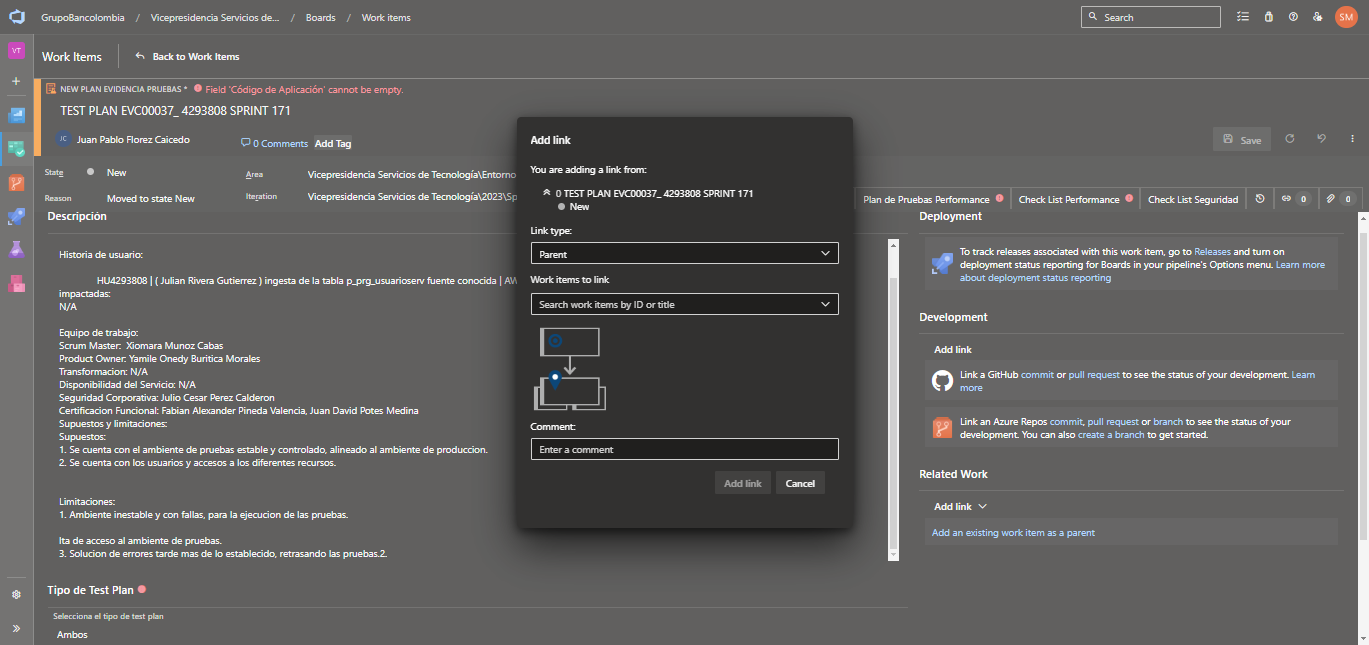 GrupoBancolombia / Vicepresidencia Servicios de... / Boards / Work items
Search
SM
VT
Work Items
Back to Work Items
NEW PLAN EVIDENCIA PRUEBAS * Field 'Código de Aplicación' cannot be empty.
TEST PLAN EVC00037_ 4293808 SPRINT 171
JC Juan Pablo Florez Caicedo
0 Comments
Add Tag
Save
State
New
Area
Vicepresidencia Servicios de Tecnología\Entorno
Reason
Moved to state New
Iteration
Vicepresidencia Servicios de Tecnología\2023\Sp
Plan de Pruebas Performance
Check List Performance
Check List Seguridad
0
0
Descripción
Historia de usuario:
HU4293808 | ( Julian Rivera Gutierrez ) ingesta de la tabla p_prg_usuarioserv fuente conocida | AW
impactadas:
N/A
Equipo de trabajo:
Scrum Master: Xiomara Munoz Cabas
Product Owner: Yamile Onedy Buritica Morales
Transformacion: N/A
Disponibilidad del Servicio: N/A
Seguridad Corporativa: Julio Cesar Perez Calderon
Certificacion Funcional: Fabian Alexander Pineda Valencia, Juan David Potes Medina
Supuestos y limitaciones:
Supuestos:
1. Se cuenta con el ambiente de pruebas estable y controlado, alineado al ambiente de produccion.
2. Se cuenta con los usuarios y accesos a los diferentes recursos.
Limitaciones:
1. Ambiente inestable y con fallas, para la ejecucion de las pruebas.
lta de acceso al ambiente de pruebas.
3. Solucion de errores tarde mas de lo establecido, retrasando las pruebas.2.
Tipo de Test Plan
Selecciona el tipo de test plan
Ambos
Add link
You are adding a link from:
0 TEST PLAN EVC00037_ 4293808 SPRINT 171
New
Link type:
Parent
Work items to link
Search work items by ID or title
Comment:
Enter a comment
Add link
Cancel
Deployment
To track releases associated with this work item, go to Releases and turn on
deployment status reporting for Boards in your pipeline's Options menu. Learn more
about deployment status reporting
Development
Add link
Link a GitHub commit or pull request to see the status of your development. Learn
more
Link an Azure Repos commit, pull request or branch to see the status of your
development. You can also create a branch to get started.
Related Work
Add link
Add an existing work item as a parent